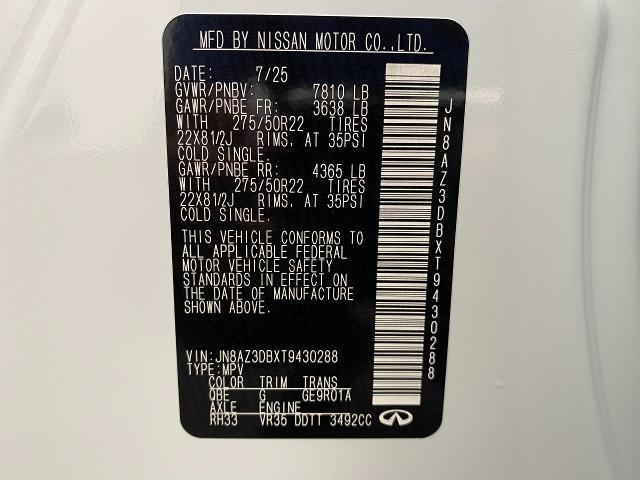 MFD BY NISSAN MOTOR CO.,LTD.
DATE: 7/25
GVWR/PNBV: 7810 LB
GAWR/PNBE FR: 3638 LB
WITH 275/50R22 TIRES
22X81/2J RIMS. AT 35PSI
COLD SINGLE.
GAWR/PNBE RR: 4365 LB
WITH 275/50R22 TIRES
22X81/2J RIMS. AT 35PSI
COLD SINGLE.
THIS VEHICLE CONFORMS TO
ALL APPLICABLE FEDERAL
MOTOR VEHICLE SAFETY
STANDARDS IN EFFECT ON
THE DATE OF MANUFACTURE
SHOWN ABOVE.
VIN:JN8AZ3DBXT9430288
TYPE:MPV
COLOR TRIM TRANS
QBE G GE9R01A
AXLE ENGINE
RH33 VR35 DDTT 3492CC
JN8AZ3DBXT9430288